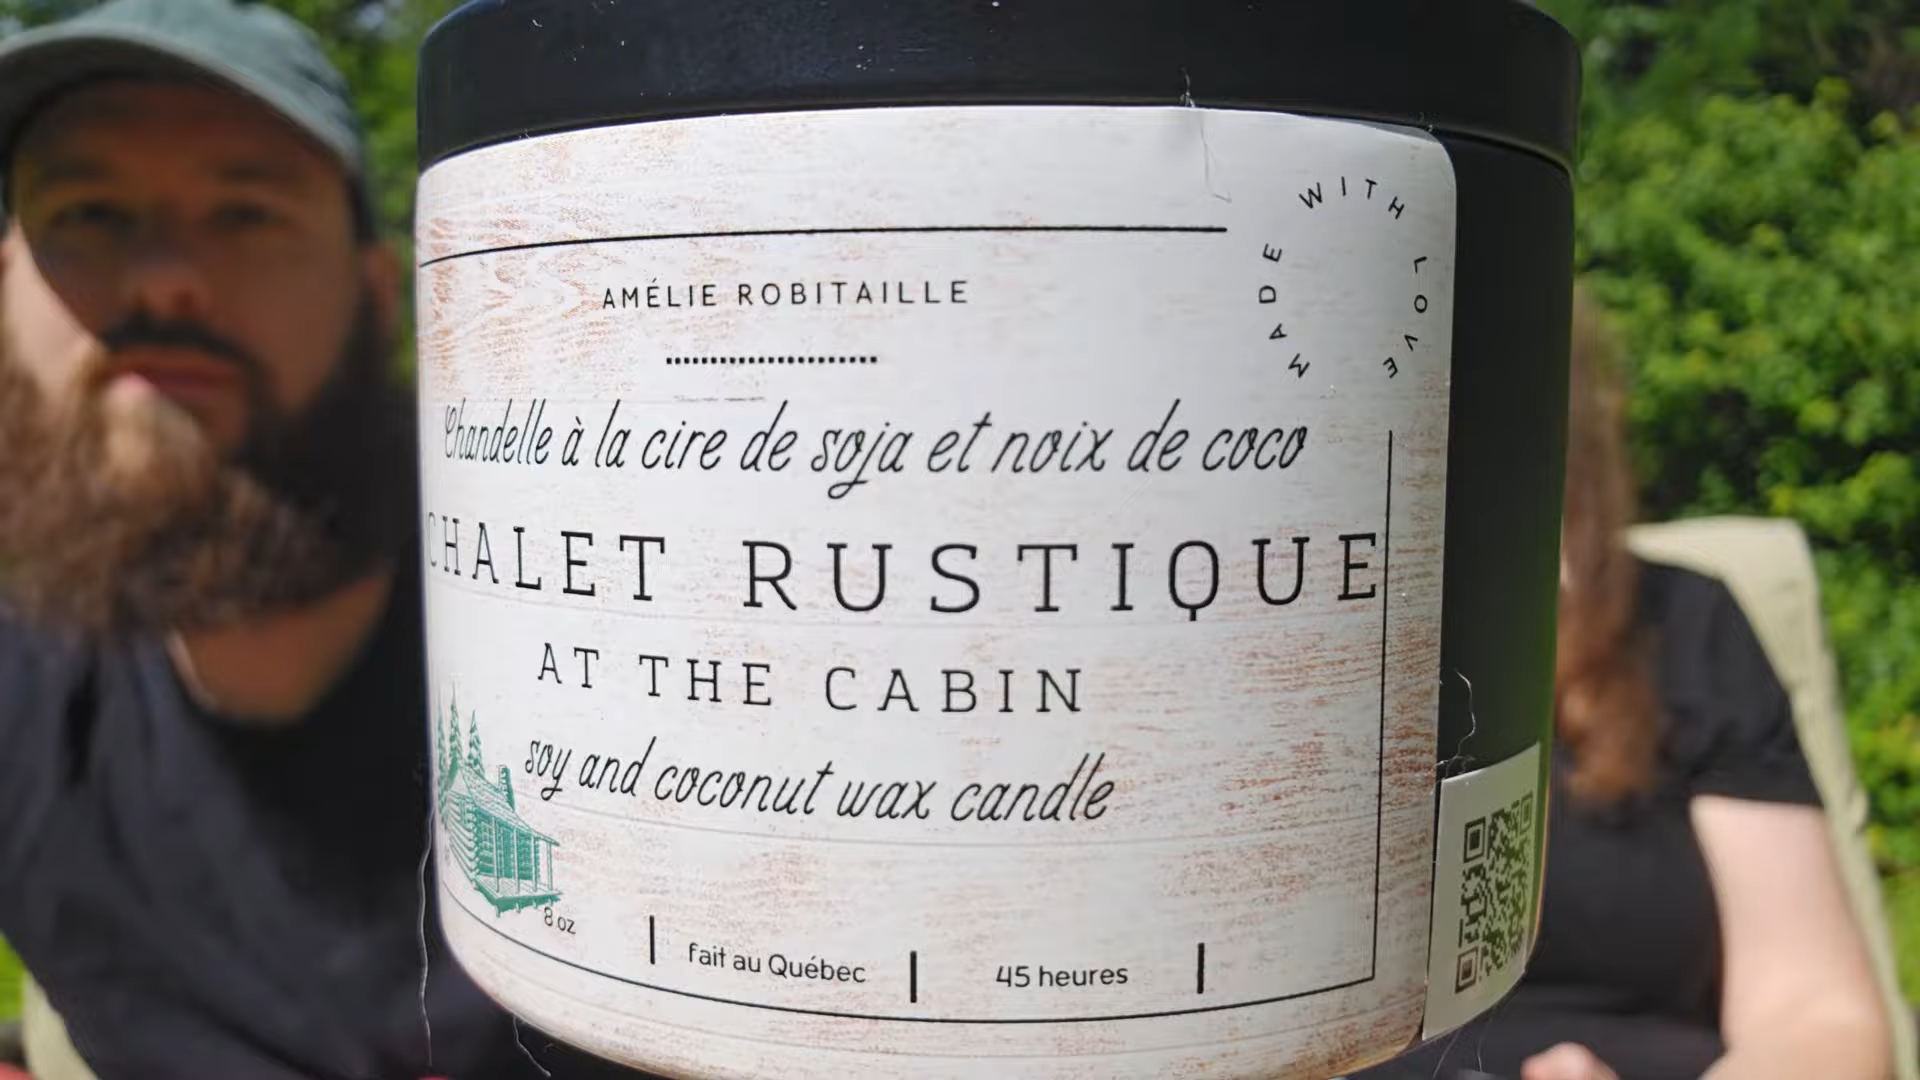 MADE WITH LOVE
AMÉLIE ROBITAILLE
Chandelle à la cire de soja et noix de coco
CHALET RUSTIQUE
AT THE CABIN
soy and coconut wax candle
8 oz
fait au Québec
45 heures